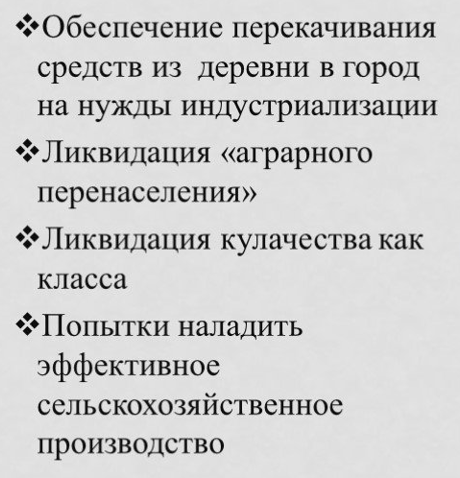 ❖Обеспечение перекачивания
средств из деревни в город
на нужды индустриализации
❖Ликвидация «аграрного
перенаселения»
❖Ликвидация кулачества как
класса
❖Попытки наладить
эффективное
сельскохозяйственное
производство